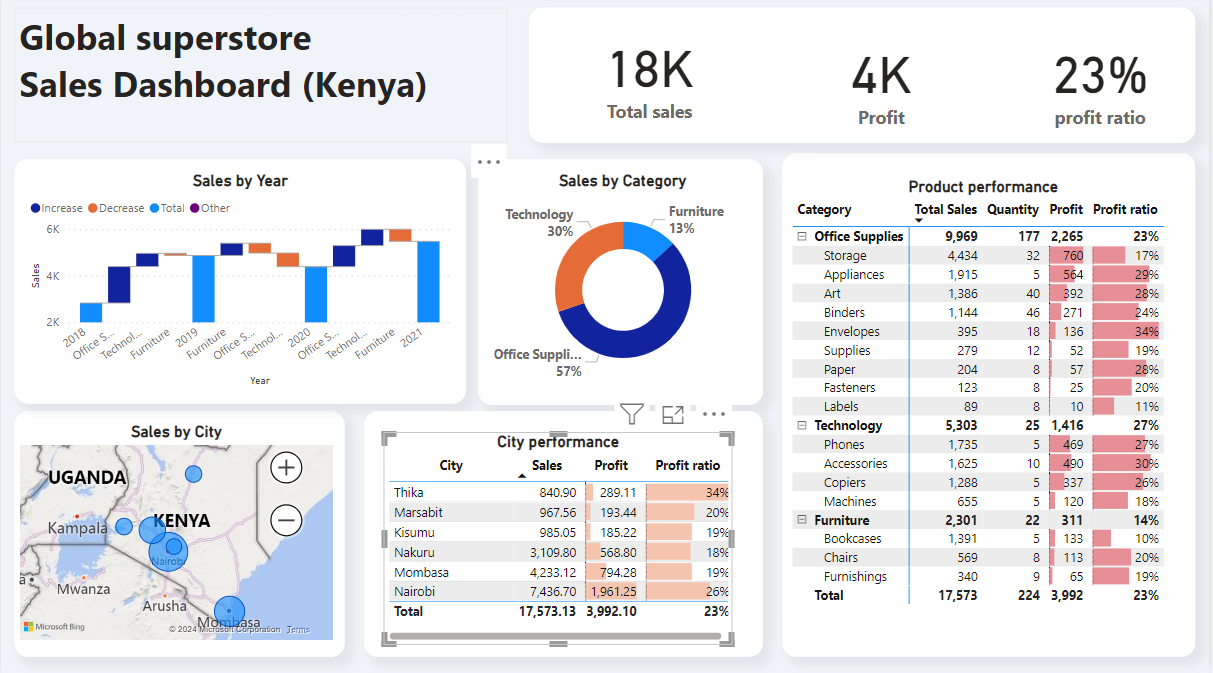 Global superstore
Sales Dashboard (Kenya)
18K
Total sales
4K
Profit
23%
profit ratio
Sales by Year
Increase Decrease Total Other
Sales
6K
4K
2K
2018
Office S...
Technol...
Furniture
2019
Furniture
Office S...
Technol...
2020
Office S...
Technol...
Furniture
2021
Year
Sales by Category
Technology
30%
Furniture
13%
Office Suppli...
57%
Product performance
Category Total Sales Quantity Profit Profit ratio
Office Supplies 9,969 177 2,265 23%
Storage 4,434 32 760 17%
Appliances 1,915 5 564 29%
Art 1,386 40 392 28%
Binders 1,144 46 271 24%
Envelopes 395 18 136 34%
Supplies 279 12 52 19%
Paper 204 8 57 28%
Fasteners 123 8 25 20%
Labels 89 8 10 11%
Technology 5,303 25 1,416 27%
Phones 1,735 5 469 27%
Accessories 1,625 10 490 30%
Copiers 1,288 5 337 26%
Machines 655 5 120 18%
Furniture 2,301 22 311 14%
Bookcases 1,391 5 133 10%
Chairs 569 8 113 20%
Furnishings 340 9 65 19%
Total 17,573 224 3,992 23%
Sales by City
UGANDA
KENYA
Kampala
Nairobi
Mwanza
Arusha
Mombasa
Microsoft Bing
© 2024 Microsoft Corporation Terms
City performance
City Sales Profit Profit ratio
Thika 840.90 289.11 34%
Marsabit 967.56 193.44 20%
Kisumu 985.05 185.22 19%
Nakuru 3,109.80 568.80 18%
Mombasa 4,233.12 794.28 19%
Nairobi 7,436.70 1,961.25 26%
Total 17,573.13 3,992.10 23%